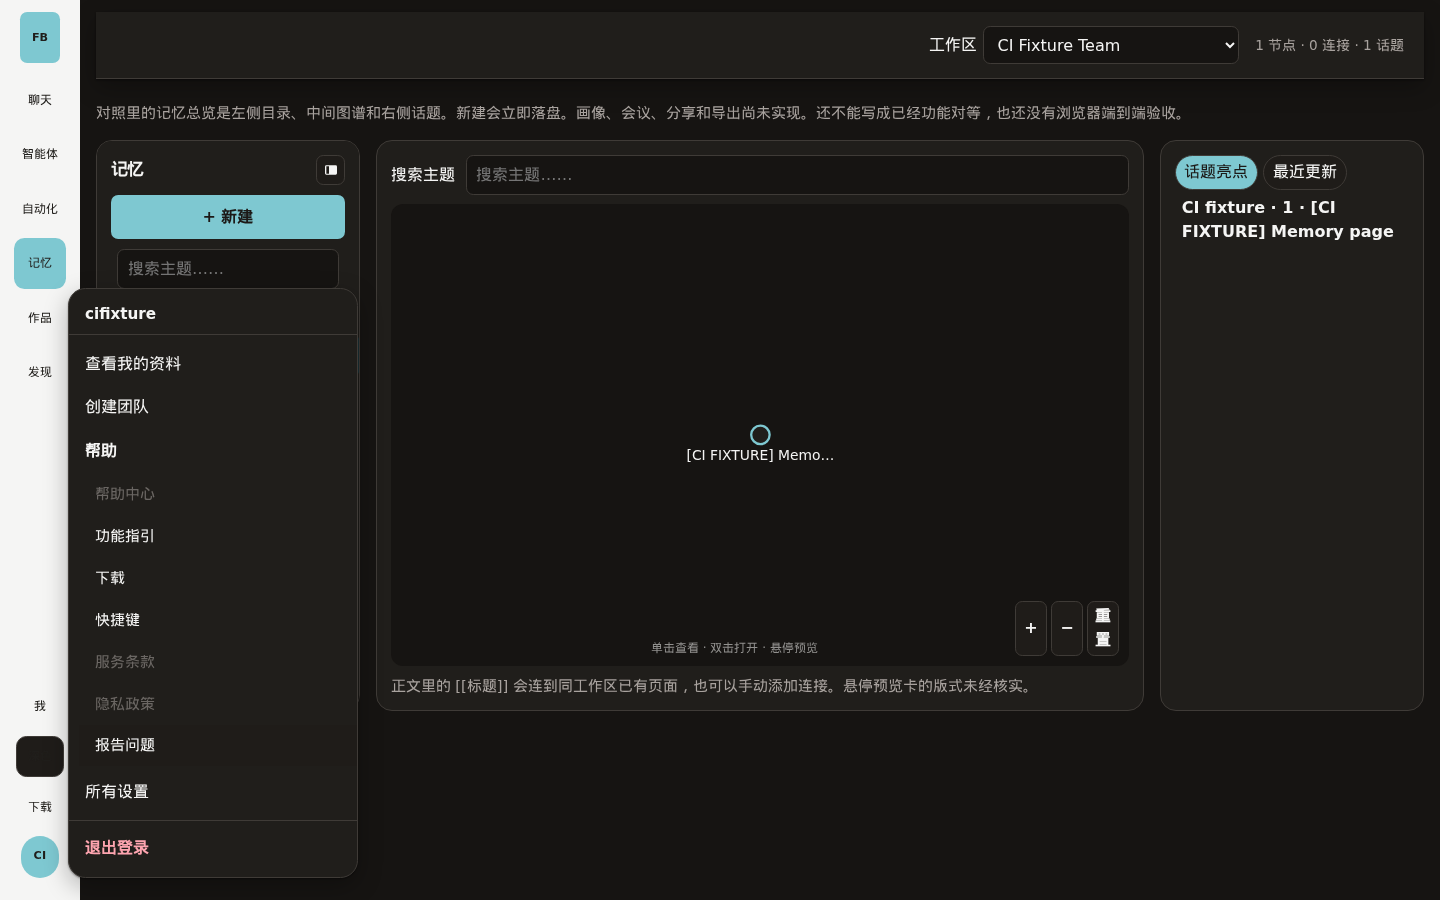 FB
聊天
智能体
自动化
记忆
作品
发现
我
下载
CI
工作区 CI Fixture Team 1 节点 · 0 连接 · 1 话题
对照里的记忆总览是左侧目录、中间图谱和右侧话题。新建会立即落盘。画像、会议、分享和导出尚未实现。还不能写成已经功能对等，也还没有浏览器端到端验收。
记忆
+ 新建
搜索主题……
cifixture
查看我的资料
创建团队
帮助
帮助中心
功能指引
下载
快捷键
服务条款
隐私政策
报告问题
所有设置
退出登录
搜索主题 搜索主题……
[CI FIXTURE] Memo…
+ − 重置
单击查看 · 双击打开 · 悬停预览
正文里的 [[标题]] 会连到同工作区已有页面，也可以手动添加连接。悬停预览卡的版式未经核实。
话题亮点 最近更新
CI fixture · 1 · [CI
FIXTURE] Memory page